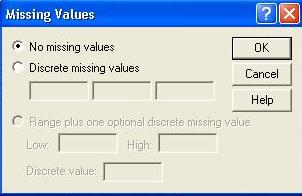 Missing Values
No missing values
OK
Discrete missing values
Cancel
Help
Range plus one optional discrete missing value
Low: High:
Discrete value: